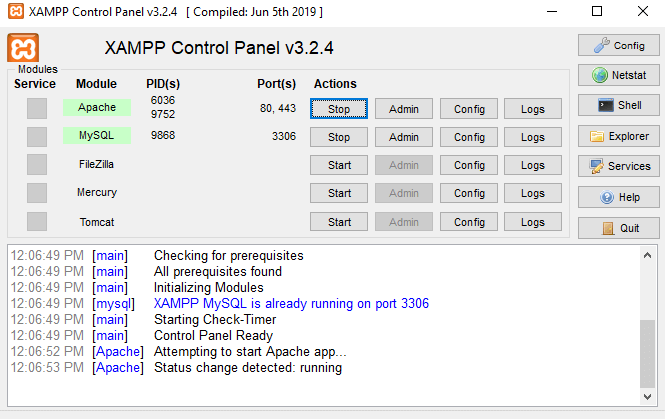 XAMPP Control Panel v3.2.4 [ Compiled: Jun 5th 2019 ]
XAMPP Control Panel v3.2.4
Config
Modules
Service Module PID(s) Port(s) Actions
Netstat
Apache 6036 9752 80, 443 Stop Admin Config Logs
Shell
MySQL 9868 3306 Stop Admin Config Logs
Explorer
FileZilla Start Admin Config Logs
Services
Mercury Start Admin Config Logs
Help
Tomcat Start Admin Config Logs
Quit
12:06:49 PM [main] Checking for prerequisites
12:06:49 PM [main] All prerequisites found
12:06:49 PM [main] Initializing Modules
12:06:49 PM [mysql] XAMPP MySQL is already running on port 3306
12:06:49 PM [main] Starting Check-Timer
12:06:49 PM [main] Control Panel Ready
12:06:52 PM [Apache] Attempting to start Apache app...
12:06:53 PM [Apache] Status change detected: running